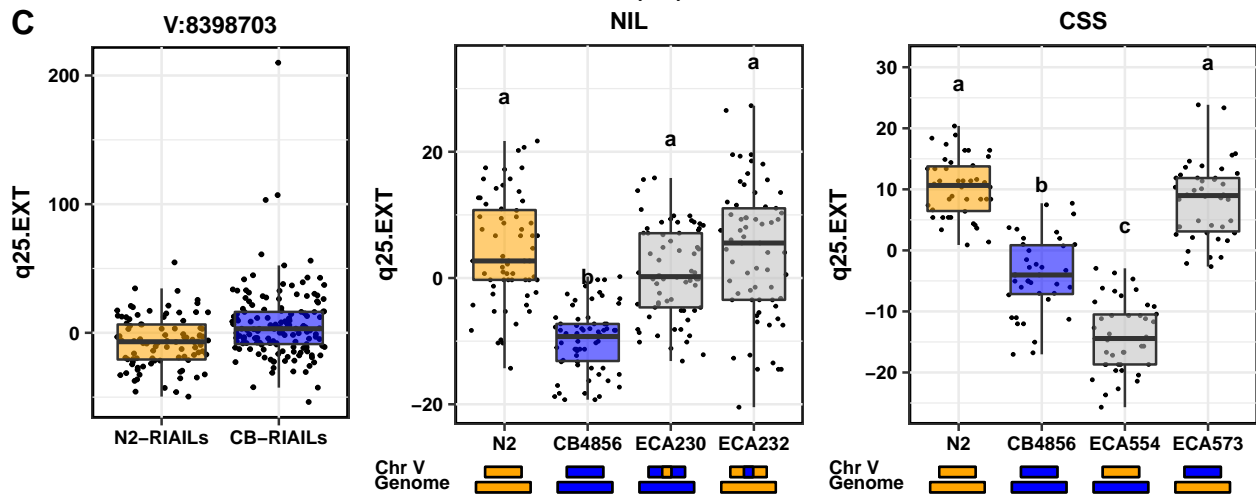 C
V:8398703
NIL
CSS
q25.EXT
200
100
0
N2−RIAILs
CB−RIAILs
q25.EXT
20
0
−20
a
b
a
a
N2
CB4856
ECA230
ECA232
Chr V
Genome
q25.EXT
30
20
10
0
−10
−20
a
b
c
a
N2
CB4856
ECA554
ECA573
Chr V
Genome